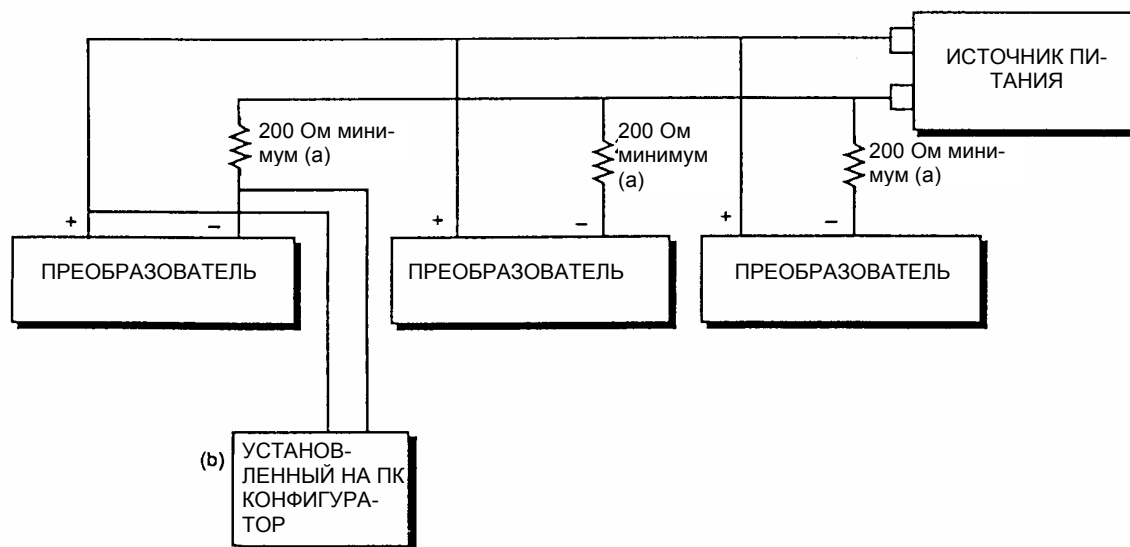 ИСТОЧНИК ПИ-
ТАНИЯ
200 Ом мини-
мум (a)
200 Ом
минимум
(a)
200 Ом мини-
мум (a)
+
–
+
–
+
–
ПРЕОБРАЗОВАТЕЛЬ
ПРЕОБРАЗОВАТЕЛЬ
ПРЕОБРАЗОВАТЕЛЬ
(b)
УСТАНОВ-
ЛЕННЫЙ НА ПК
КОНФИГУРА-
ТОР